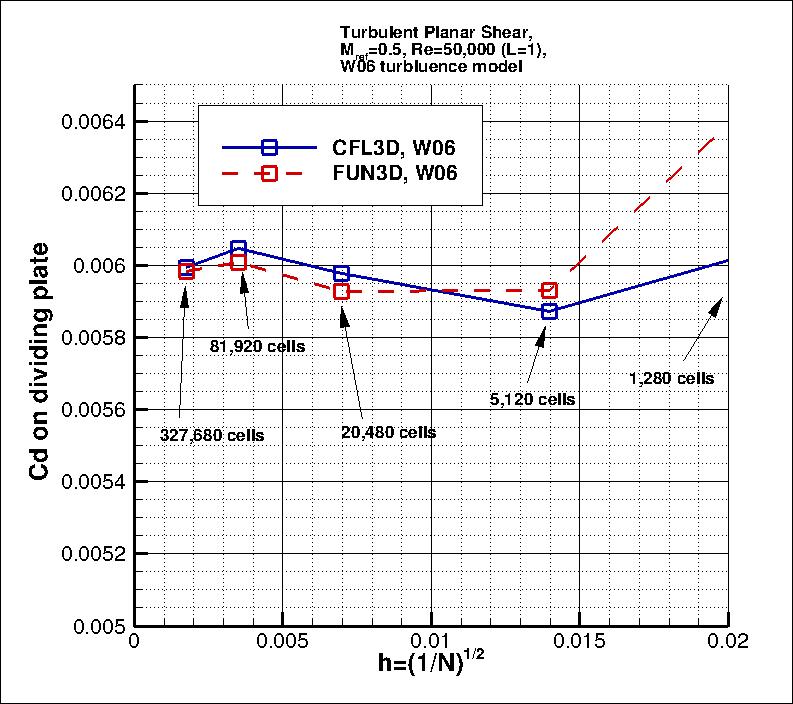 Turbulent Planar Shear,
M_ref=0.5, Re=50,000 (L=1),
W06 turbluence model
CFL3D, W06
FUN3D, W06
0.0064
0.0062
0.006
0.0058
0.0056
0.0054
0.0052
0.005
Cd on dividing plate
81,920 cells
327,680 cells
20,480 cells
5,120 cells
1,280 cells
0 0.005 0.01 0.015 0.02
h=(1/N)^1/2